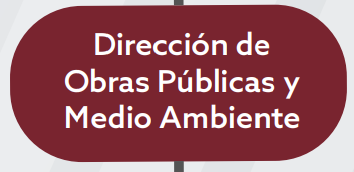 Dirección de
Obras Públicas y
Medio Ambiente